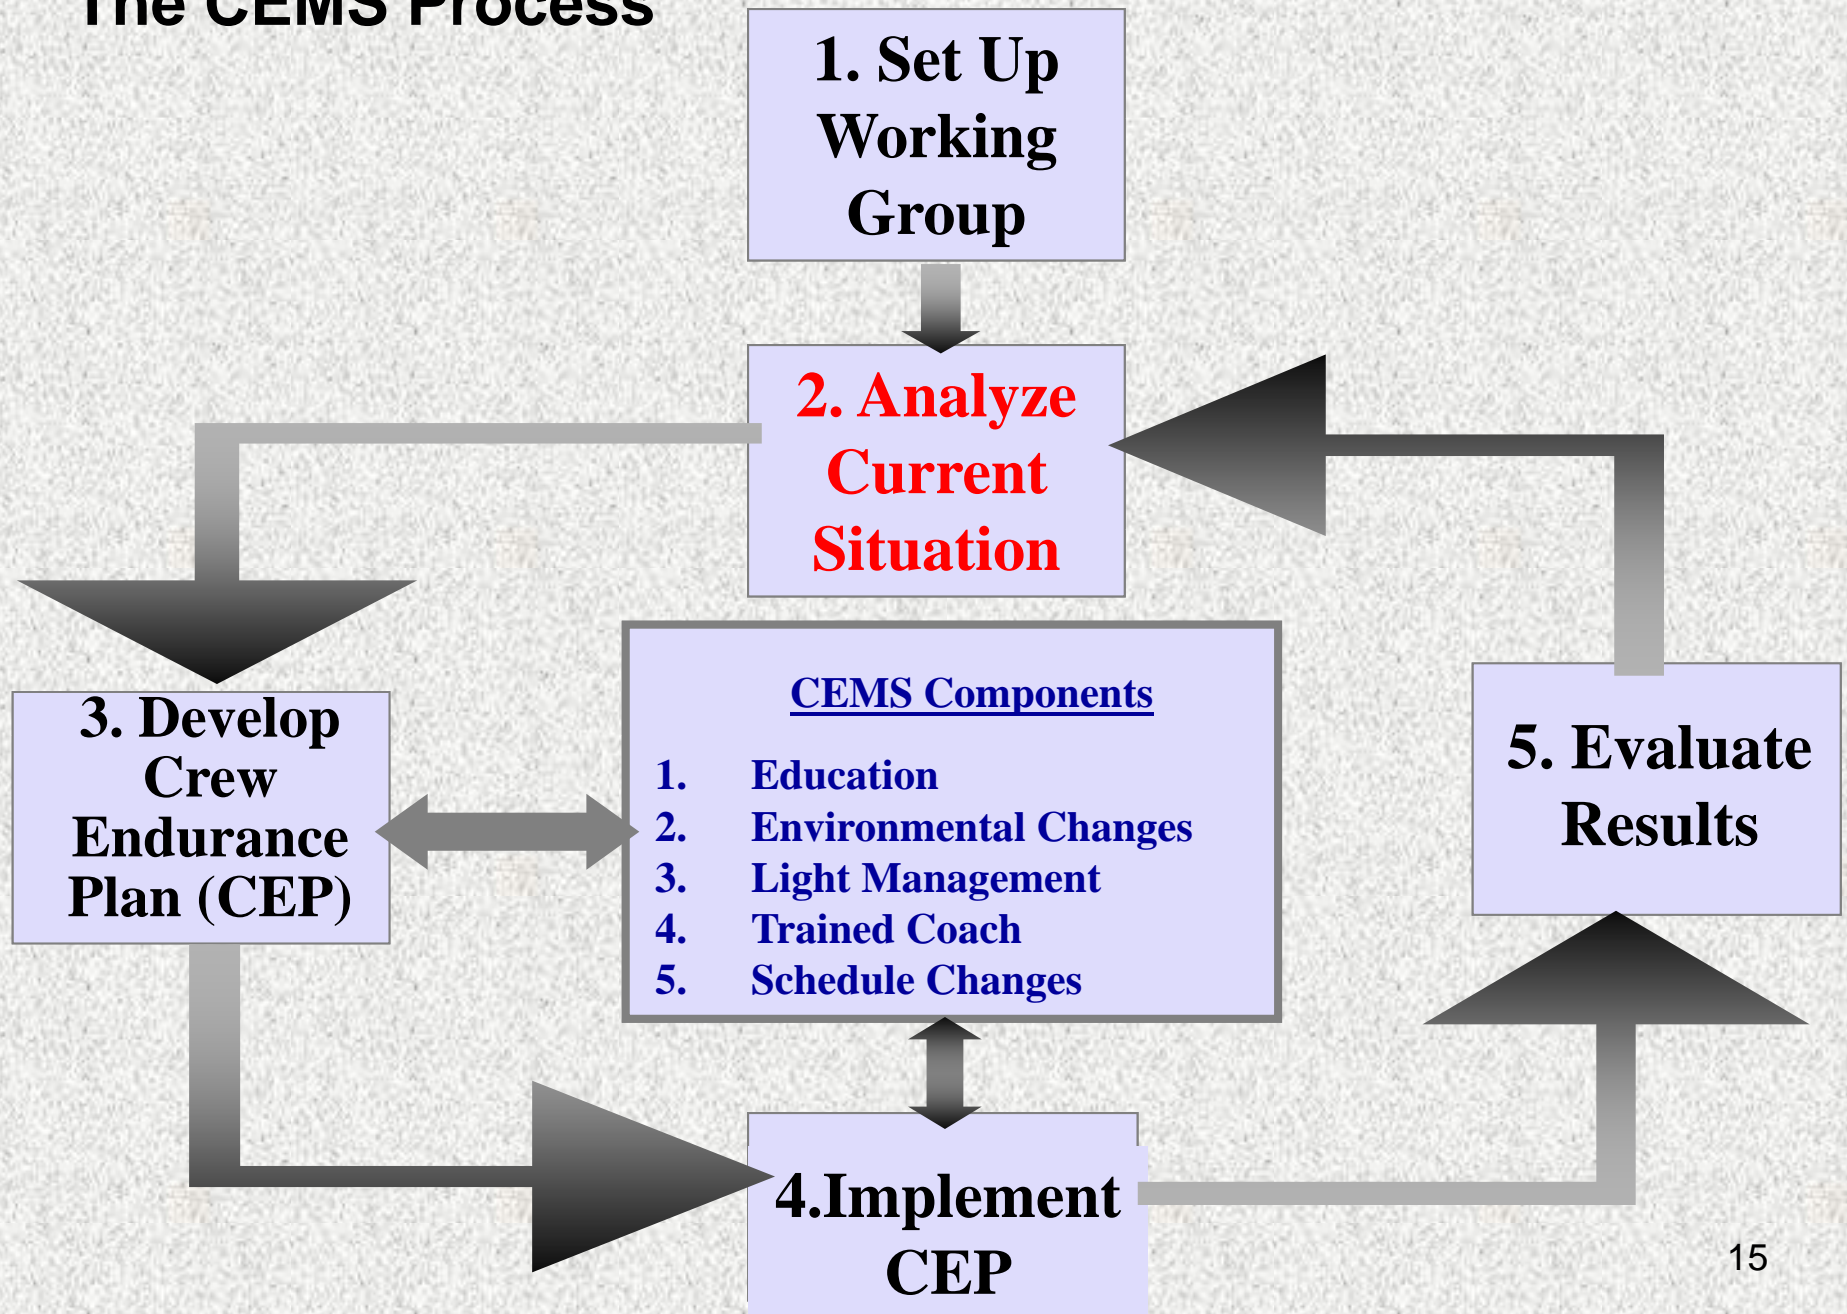 The CEMS Process
1. Set Up
Working
Group
2. Analyze
Current
Situation
3. Develop
Crew
Endurance
Plan (CEP)
CEMS Components
1. Education
2. Environmental Changes
3. Light Management
4. Trained Coach
5. Schedule Changes
5. Evaluate
Results
4.Implement
CEP
15